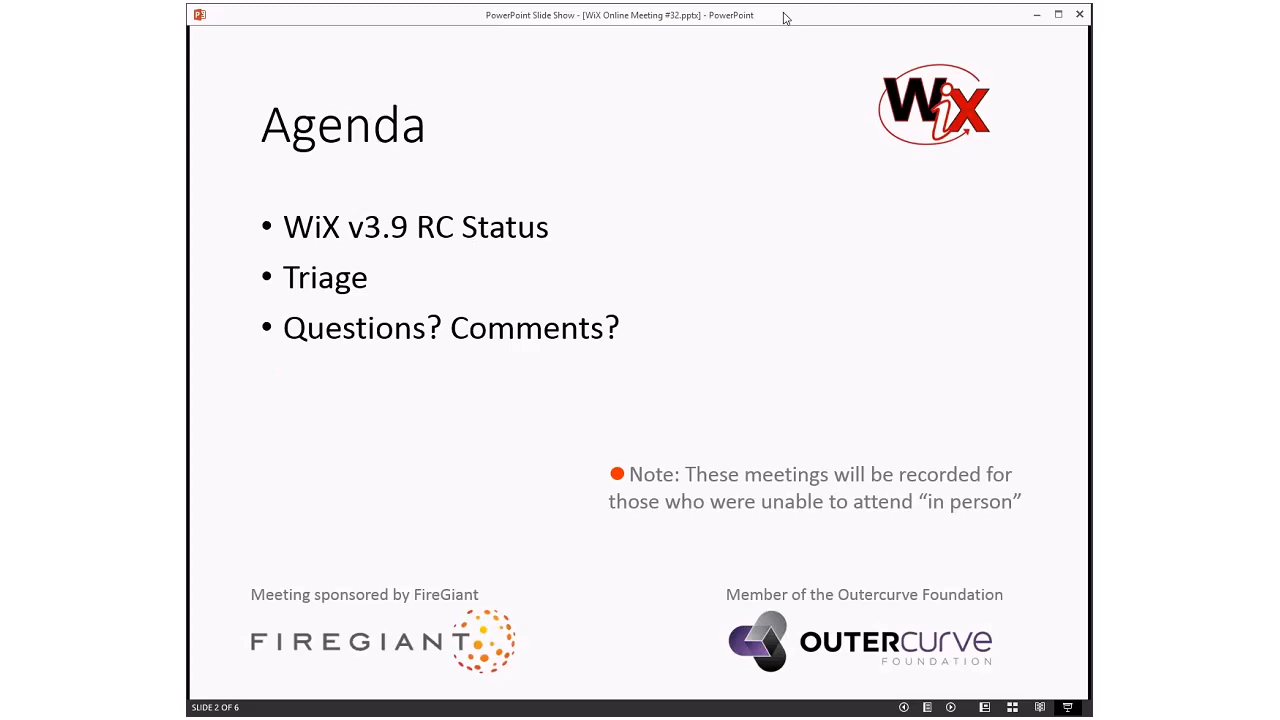 PowerPoint Slide Show - [WiX Online Meeting #32.pptx] - PowerPoint
WiX
Agenda
• WiX v3.9 RC Status
• Triage
• Questions? Comments?
Note: These meetings will be recorded for
those who were unable to attend “in person”
Meeting sponsored by FireGiant
FIREGIANT
Member of the Outercurve Foundation
OUTERCURVE
FOUNDATION
SLIDE 2 OF 6